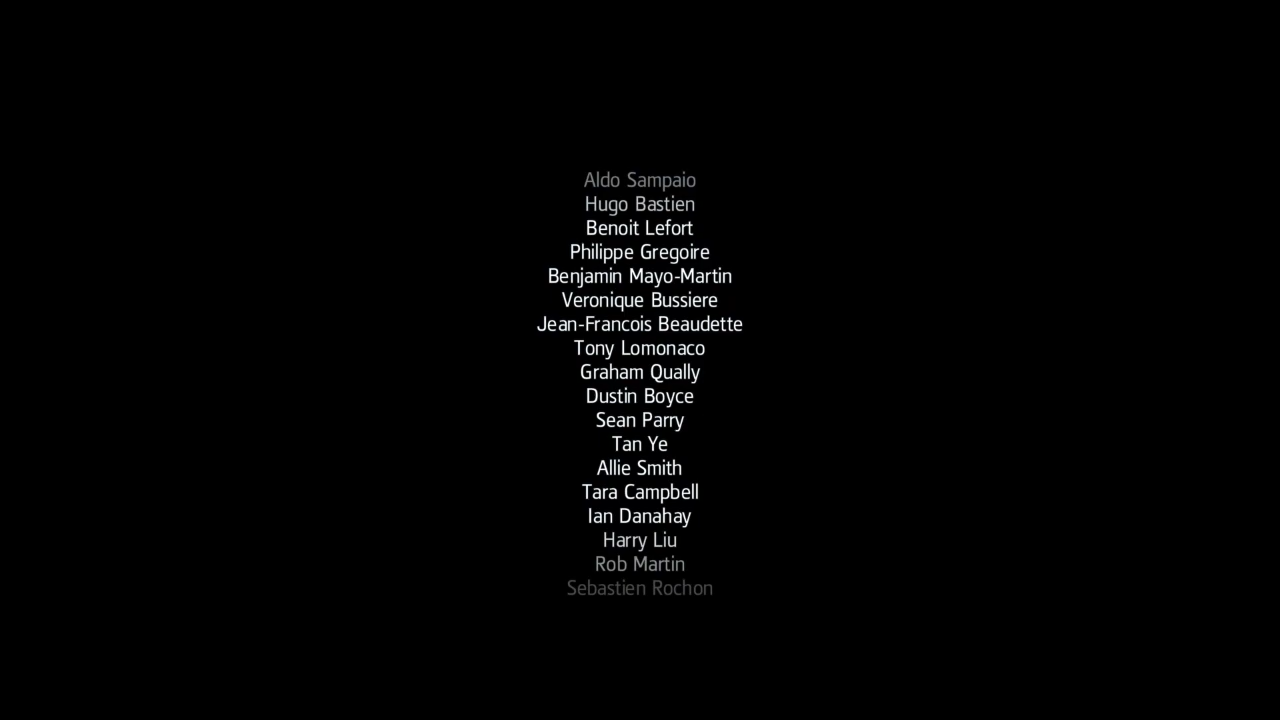 Aldo Sampaio
Hugo Bastien
Benoit Lefort
Philippe Gregoire
Benjamin Mayo-Martin
Veronique Bussiere
Jean-Francois Beaudette
Tony Lomonaco
Graham Qually
Dustin Boyce
Sean Parry
Tan Ye
Allie Smith
Tara Campbell
Ian Danahay
Harry Liu
Rob Martin
Sebastien Rochon